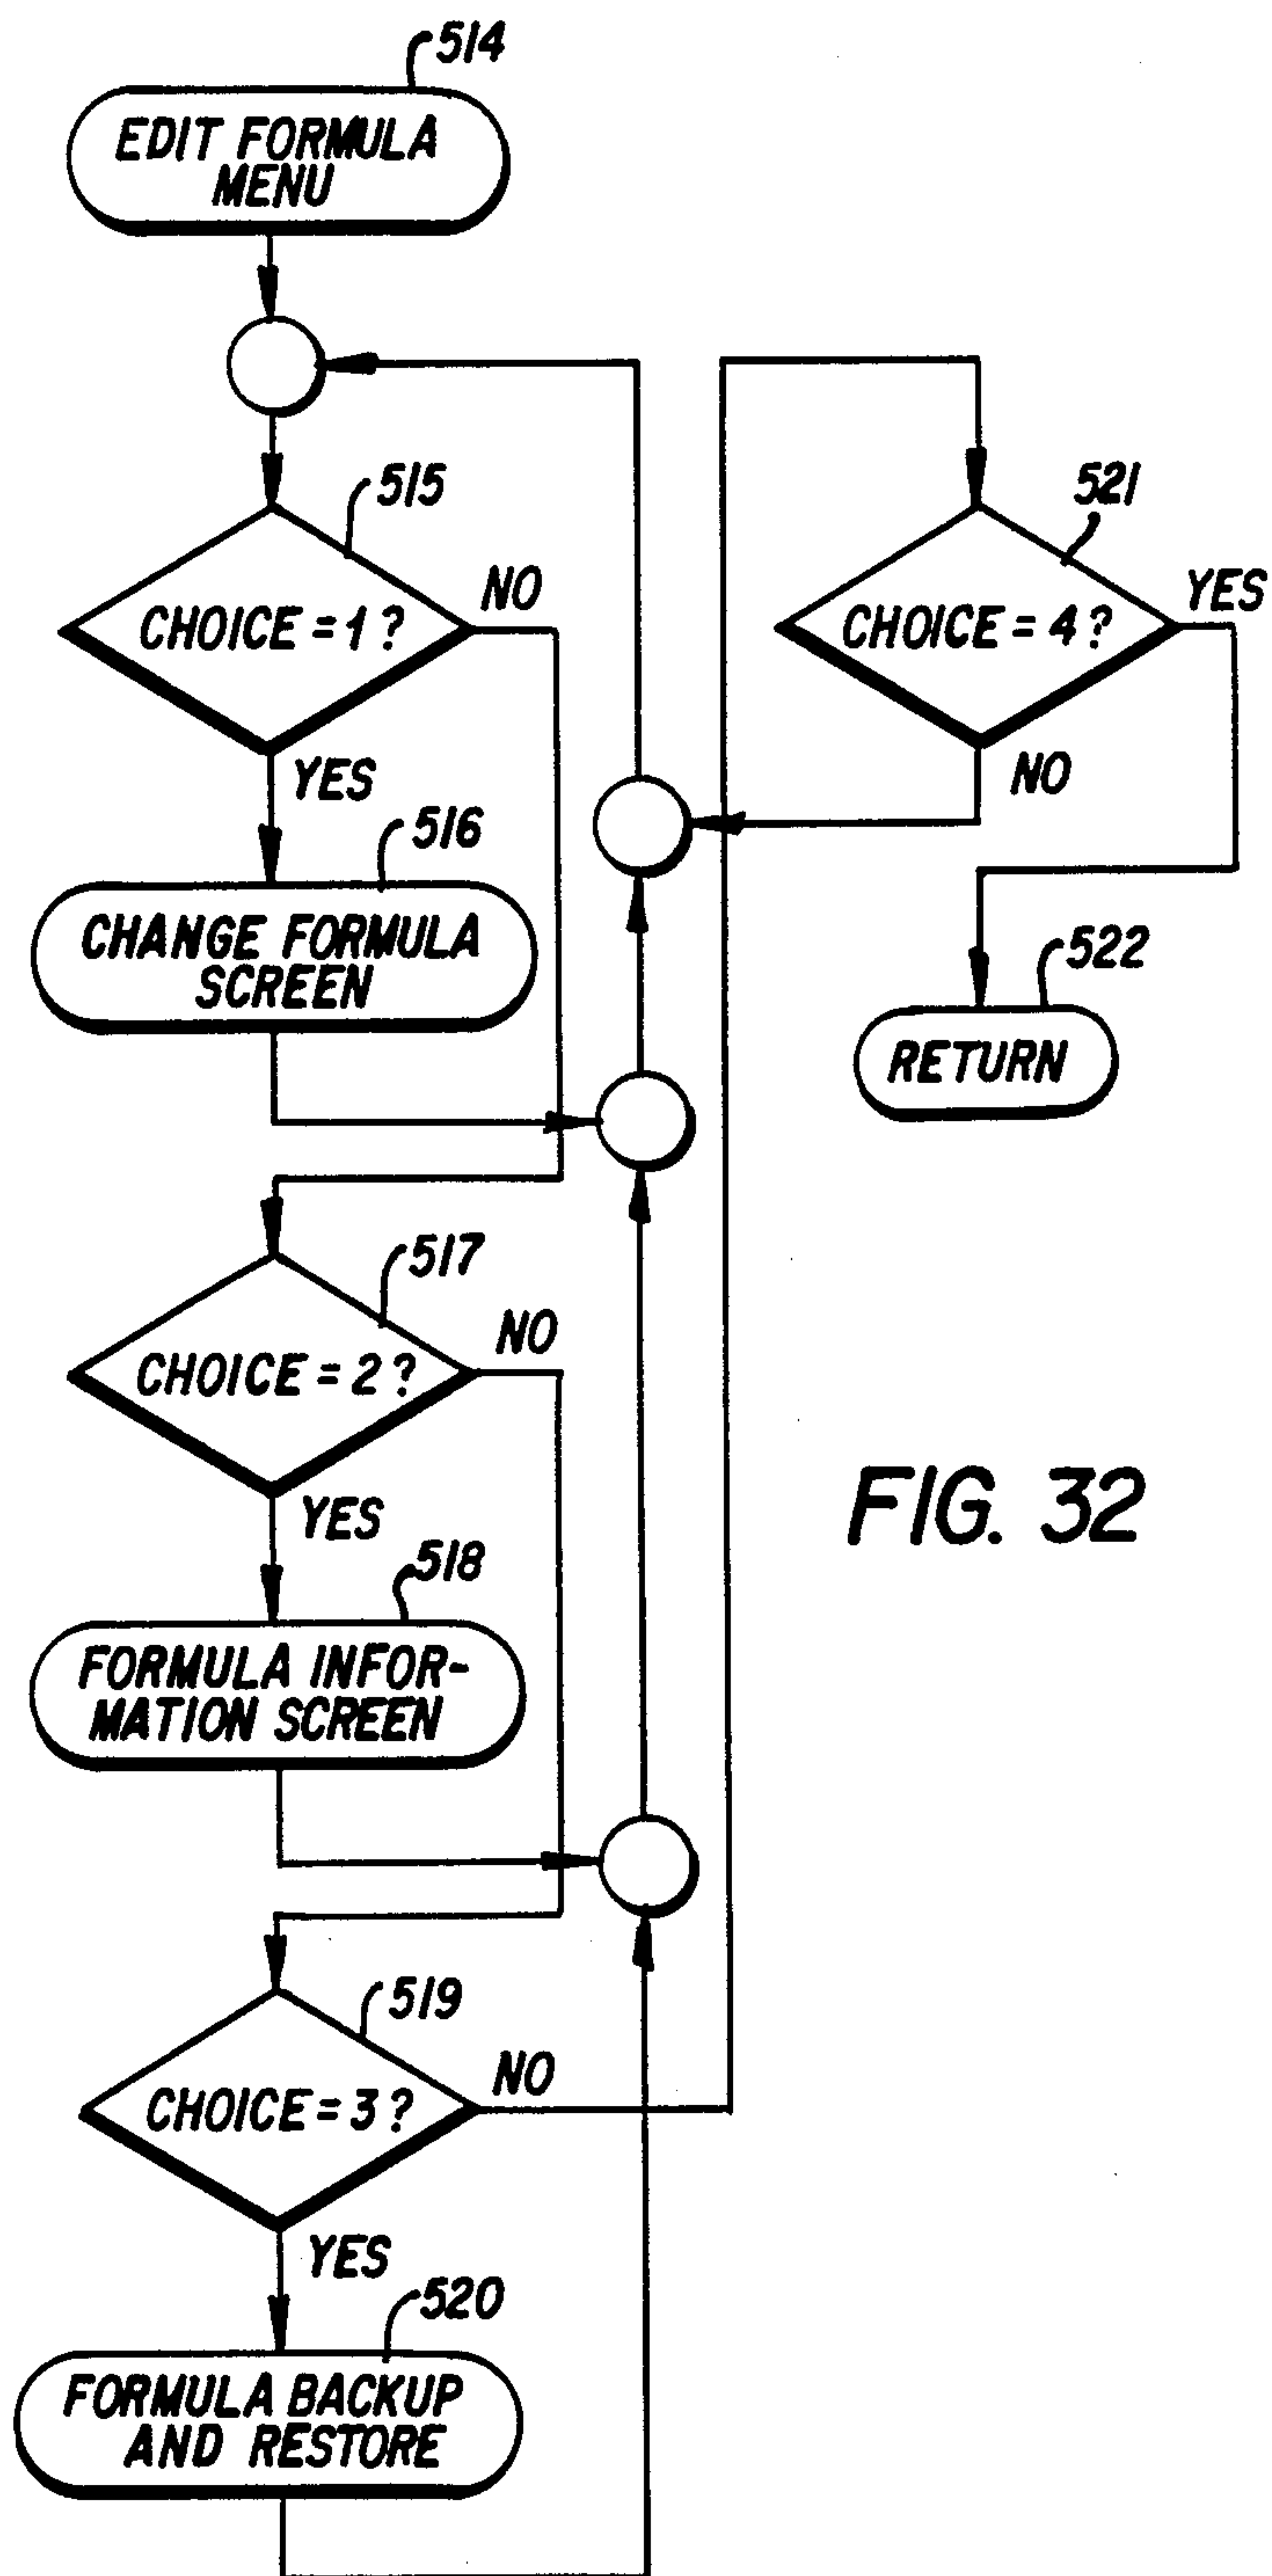 514
EDIT FORMULA
MENU
515
CHOICE = 1 ?
NO
YES
516
CHANGE FORMULA
SCREEN
517
CHOICE = 2 ?
NO
YES
518
FORMULA INFOR-
MATION SCREEN
519
CHOICE = 3 ?
NO
YES
520
FORMULA BACKUP
AND RESTORE
521
CHOICE = 4 ?
YES
NO
522
RETURN
FIG. 32